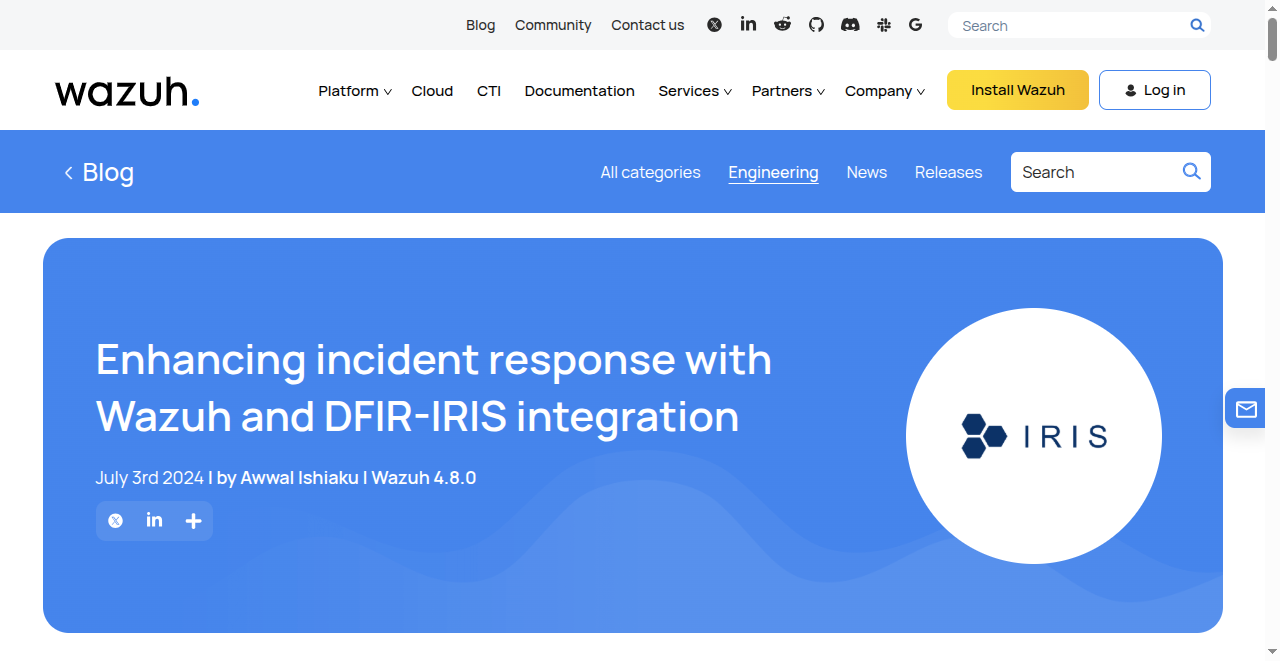 Blog Community Contact us Search
wazuh.
Platform Cloud CTI Documentation Services Partners Company Install Wazuh Log in
Blog All categories Engineering News Releases Search
Enhancing incident response with
Wazuh and DFIR-IRIS integration
IRIS
July 3rd 2024 | by Awwal Ishiaku | Wazuh 4.8.0